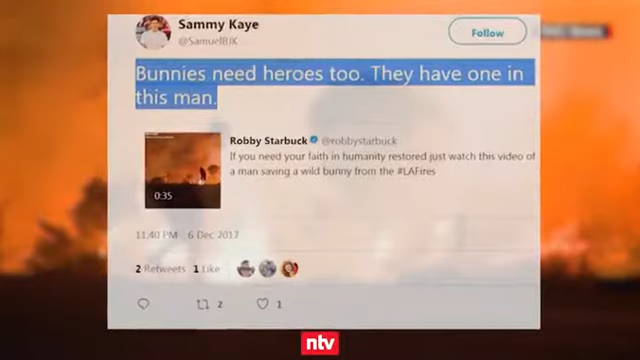 Sammy Kaye
@SamuelBJK
Follow
Bunnies need heroes too. They have one in
this man.
Robby Starbuck @robbystarbuck
If you need your faith in humanity restored just watch this video of
a man saving a wild bunny from the #LAFires
0:35
11:40 PM 6 Dec 2017
2 Retweets 1 Like
2 1
ntv